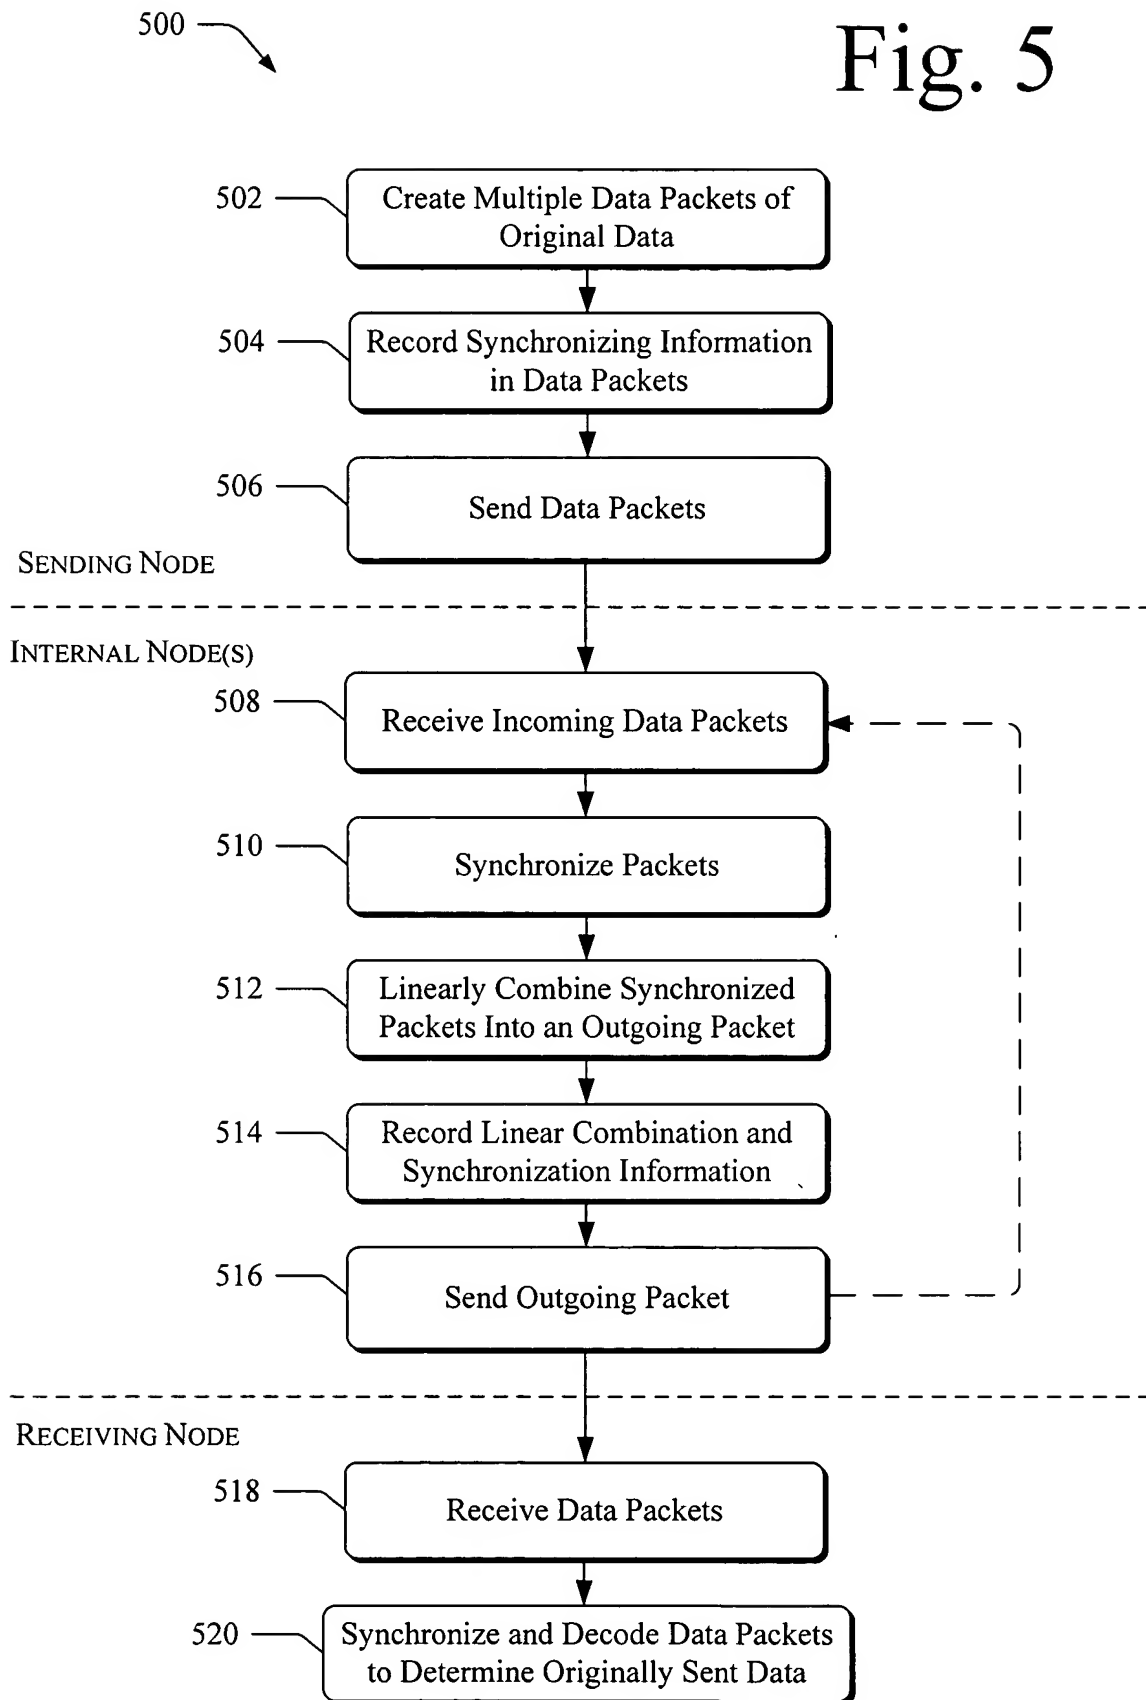 500
Fig. 5
502
Create Multiple Data Packets of
Original Data
504
Record Synchronizing Information
in Data Packets
506
Send Data Packets
SENDING NODE
INTERNAL NODE(S)
508
Receive Incoming Data Packets
510
Synchronize Packets
512
Linearly Combine Synchronized
Packets Into an Outgoing Packet
514
Record Linear Combination and
Synchronization Information
516
Send Outgoing Packet
RECEIVING NODE
518
Receive Data Packets
520
Synchronize and Decode Data Packets
to Determine Originally Sent Data